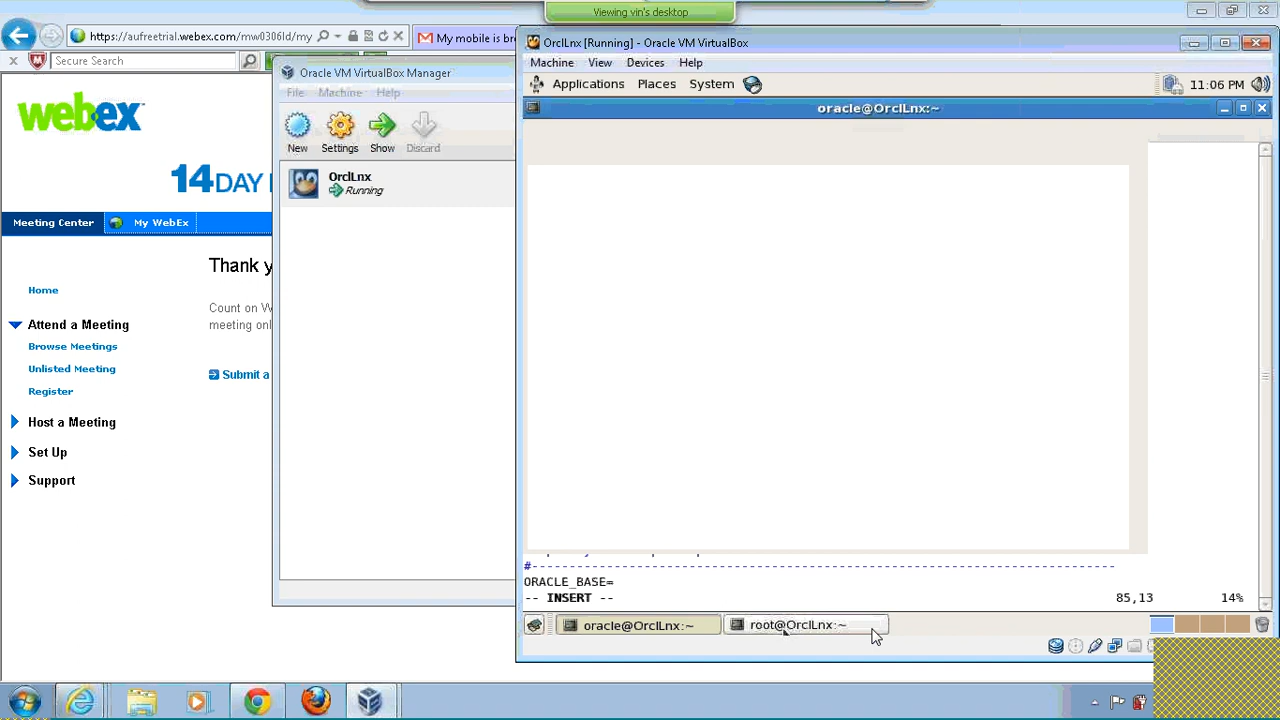 Viewing vin's desktop
https://aufreetrial.webex.com/mw0306ld/my
My mobile is br
Secure Search
webex
14 DAY
Meeting Center
My WebEx
Thank y
Home
Count on W
meeting onl
Attend a Meeting
Browse Meetings
Unlisted Meeting
Submit a
Register
Host a Meeting
Set Up
Support
Oracle VM VirtualBox Manager
File Machine Help
New Settings Show Discard
OrclLnx
Running
OrclLnx [Running] - Oracle VM VirtualBox
Machine View Devices Help
Applications Places System
11:06 PM
oracle@OrclLnx:~
#-------------------------------------------------------------------------------
ORACLE_BASE=
-- INSERT --
85,13
14%
oracle@OrclLnx:~
root@OrclLnx:~